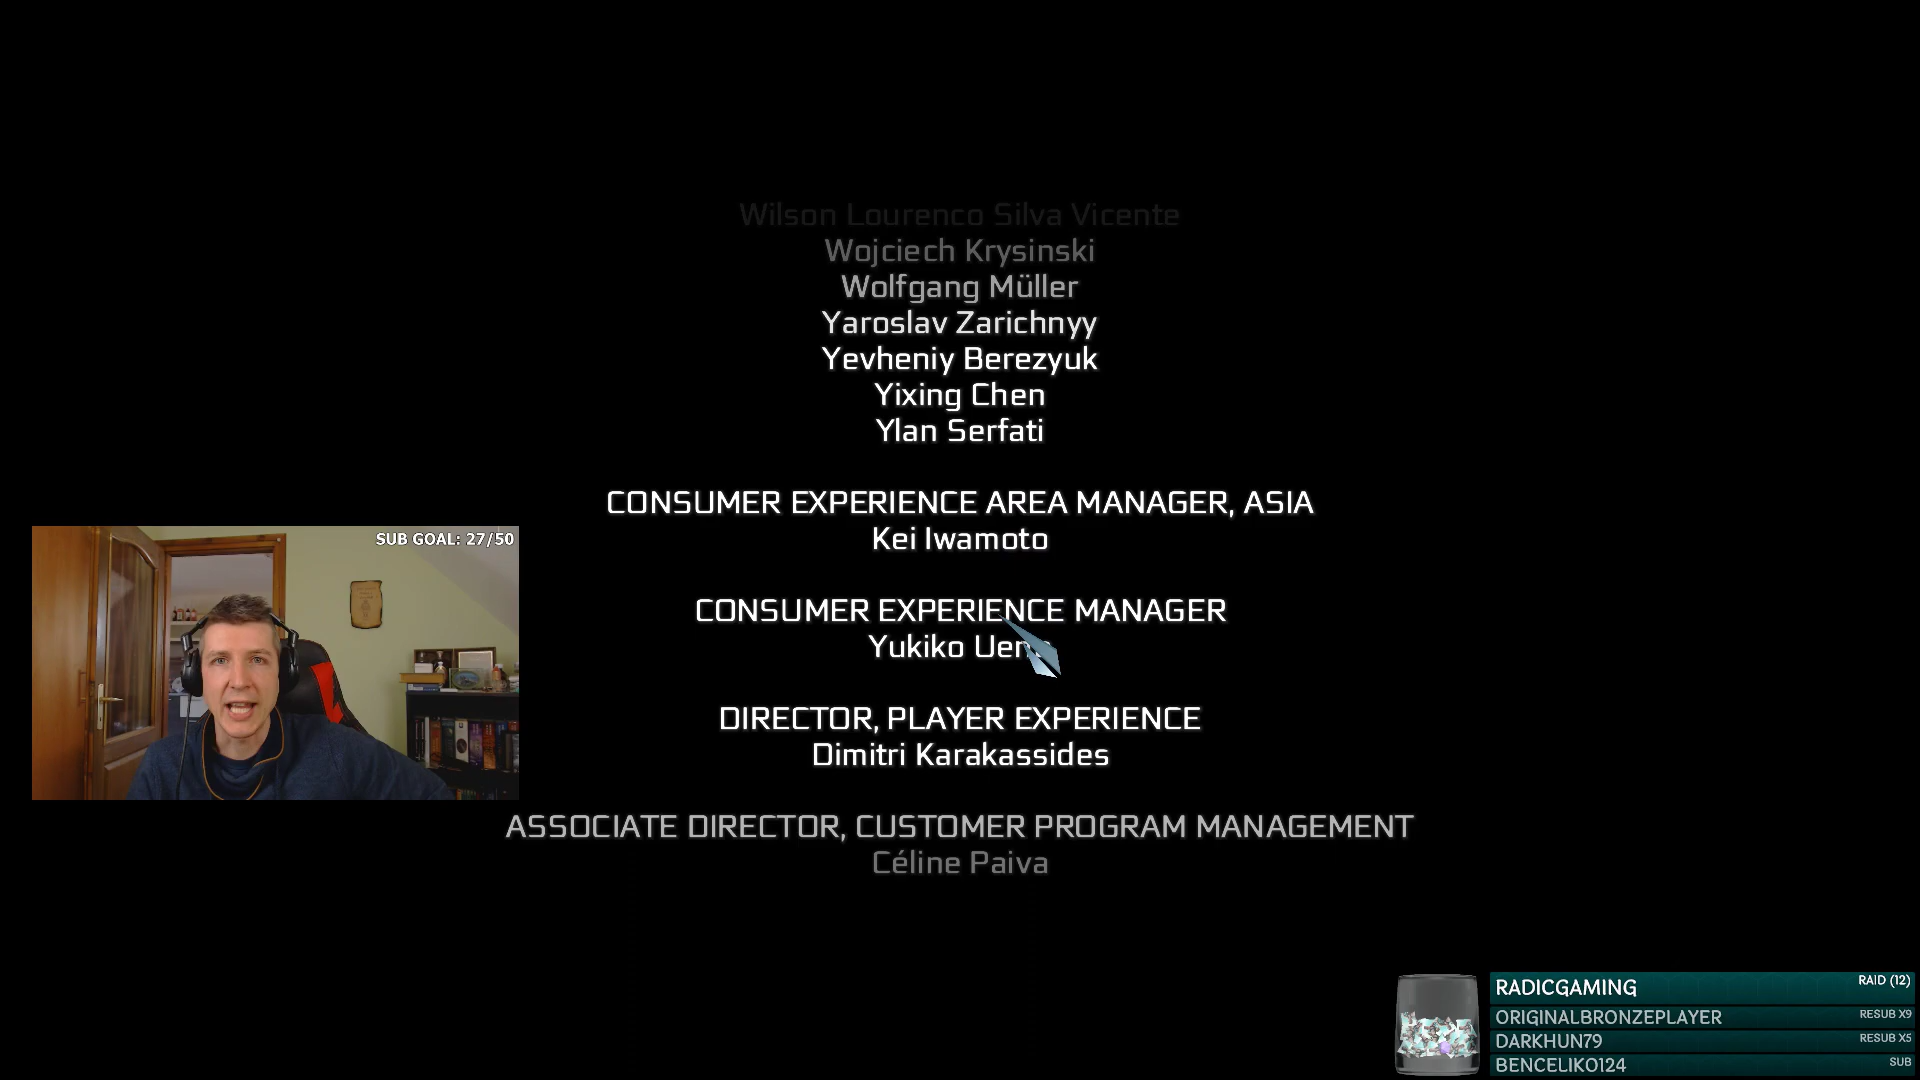 Wilson Lourenco Silva Vicente
Wojciech Krysinski
Wolfgang Müller
Yaroslav Zarichnyy
Yevheniy Berezyuk
Yixing Chen
Ylan Serfati
CONSUMER EXPERIENCE AREA MANAGER, ASIA
Kei Iwamoto
CONSUMER EXPERIENCE MANAGER
Yukiko
DIRECTOR, PLAYER EXPERIENCE
Dimitri Karakassides
ASSOCIATE DIRECTOR, CUSTOMER PROGRAM MANAGEMENT
Céline Paiva
SUB GOAL: 27/50
RADICGAMING RAID (12)
ORIGINALBRONZEPLAYER RESUB X9
DARKHUN79 RESUB X5
BENCELIKO124 SUB